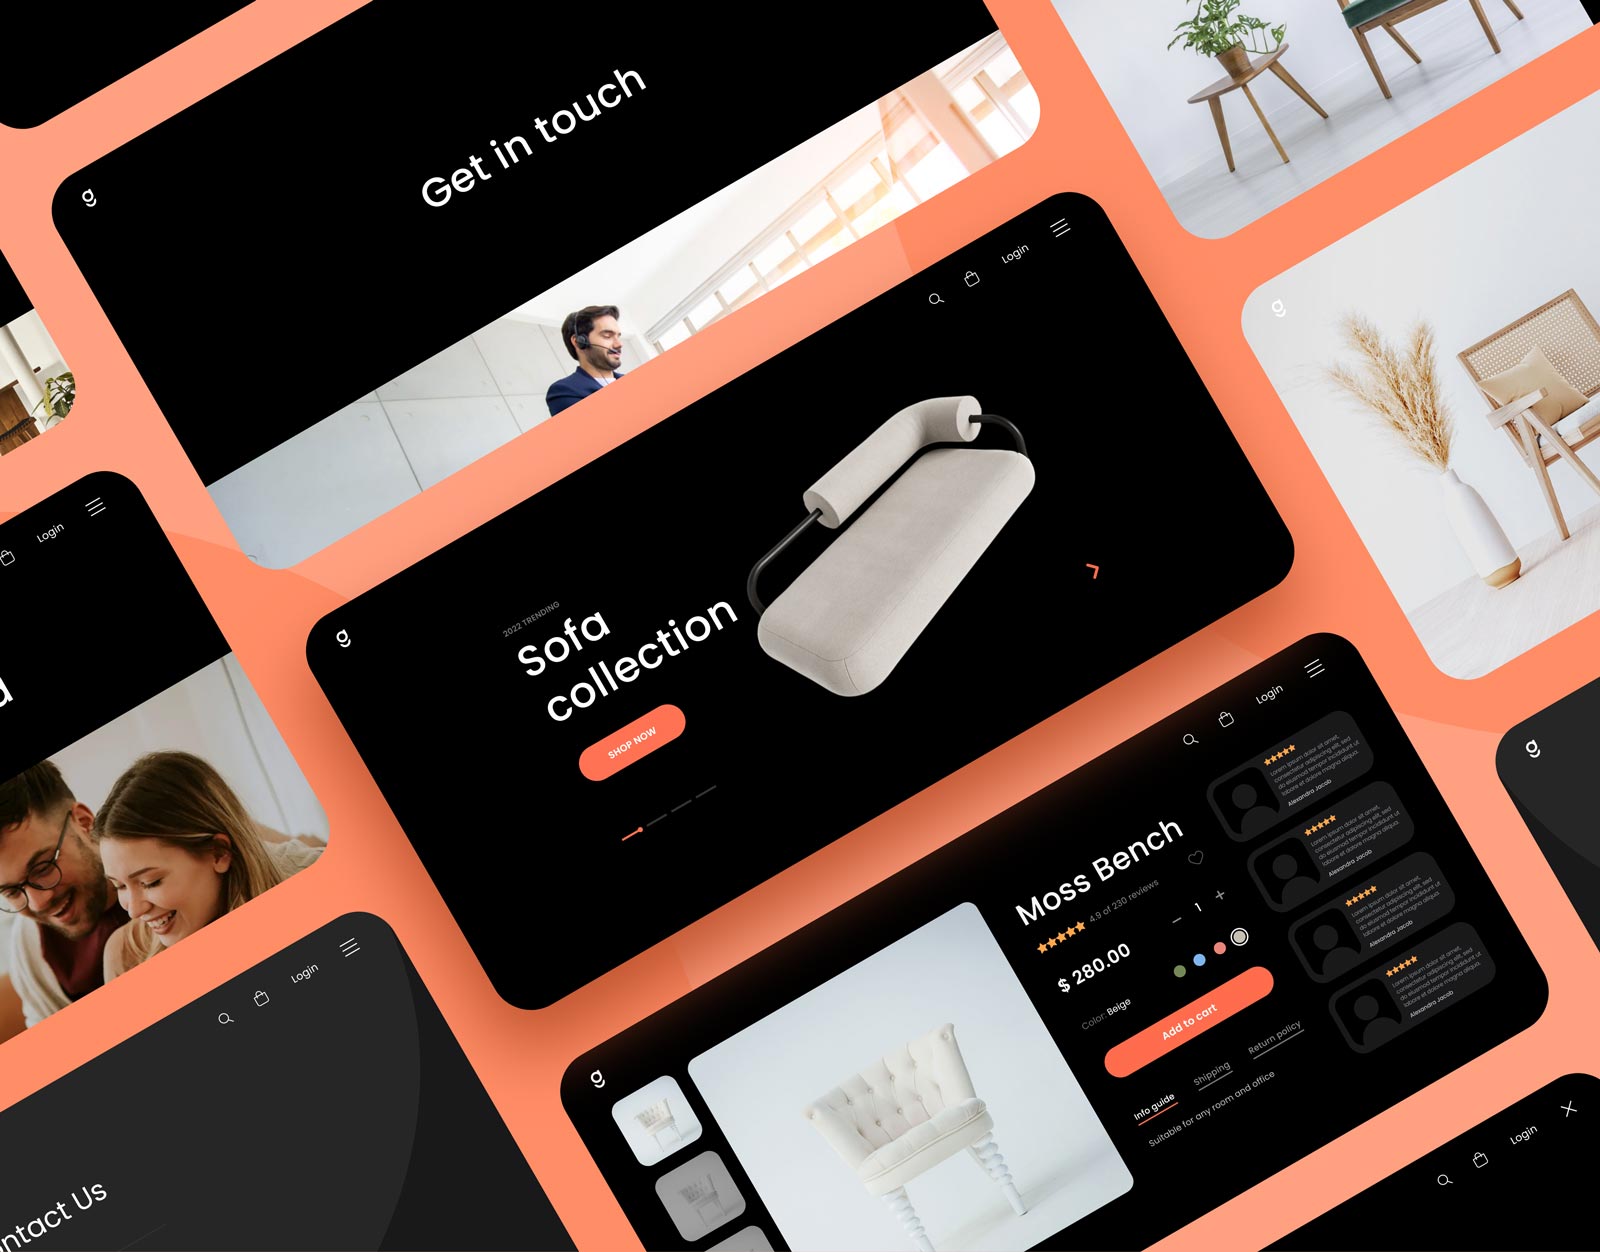 Get in touch
g
Login
2022 TRENDING
Sofa
collection
SHOP NOW
g
Login
g
Login
g
Login
Moss Bench
4.9 of 230 reviews
1
$ 280.00
Color: Beige
Add to cart
Info guide
Shipping
Return policy
Suitable for any room and office
Lorem ipsum dolor sit amet,
consectetur adipiscing elit, sed
do eiusmod tempor incididunt ut
labore et dolore magna aliqua.
Alexandra Jacob
Lorem ipsum dolor sit amet,
consectetur adipiscing elit, sed
do eiusmod tempor incididunt ut
labore et dolore magna aliqua.
Alexandra Jacob
Lorem ipsum dolor sit amet,
consectetur adipiscing elit, sed
do eiusmod tempor incididunt ut
labore et dolore magna aliqua.
Alexandra Jacob
Lorem ipsum dolor sit amet,
consectetur adipiscing elit, sed
do eiusmod tempor incididunt ut
labore et dolore magna aliqua.
Alexandra Jacob
g
g
Login
ntact Us
Login